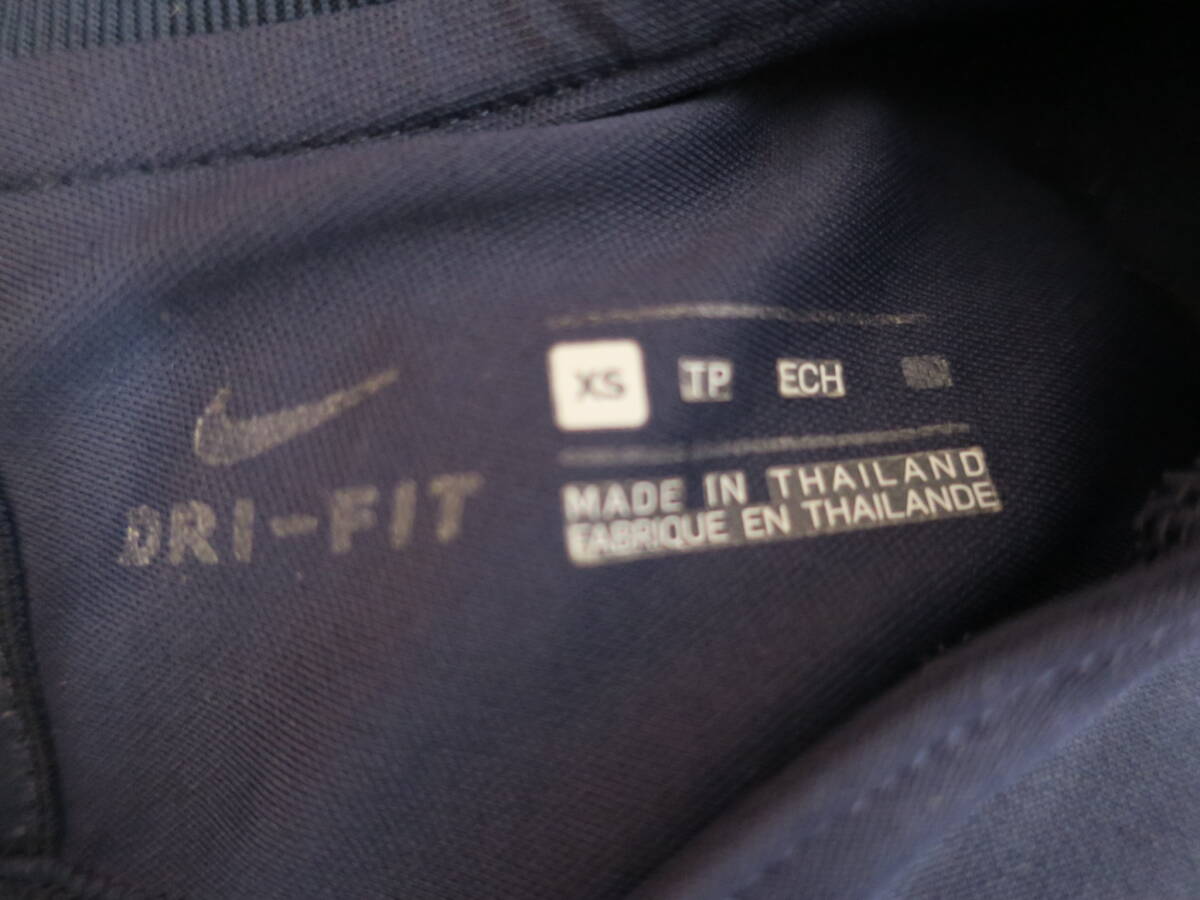 DRI-FIT
XS TP ECH
MADE IN THAILAND
FABRIQUE EN THAILANDE